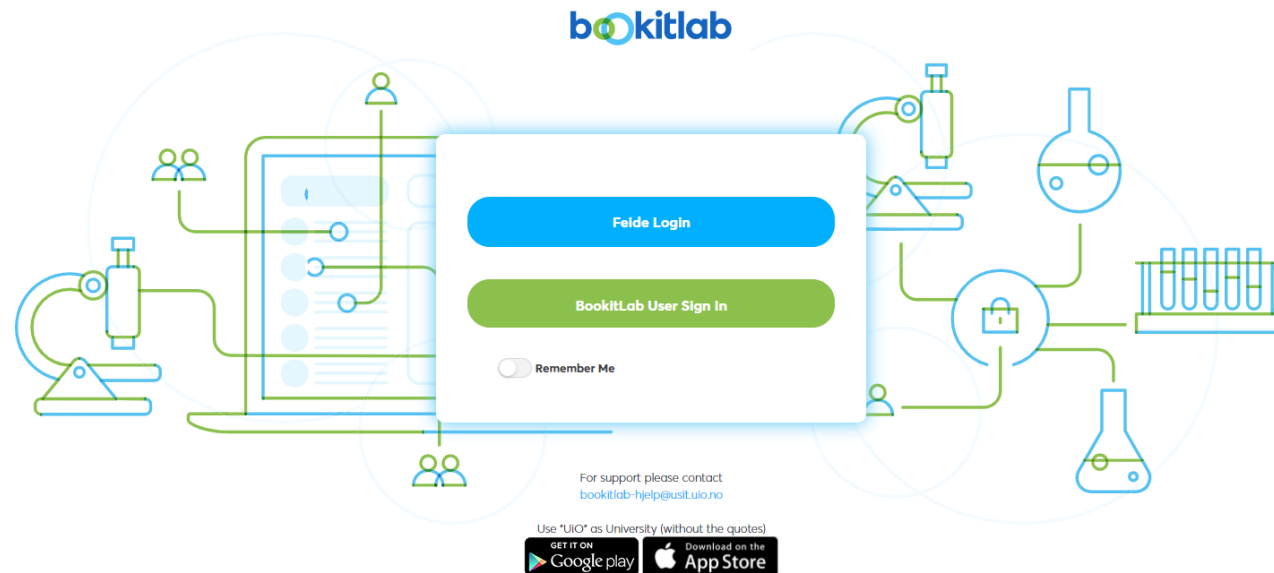 bookitlab
Feide Login
BookitLab User Sign In
Remember Me
For support please contact
bookitlab-hjelp@usit.uio.no
Use "UiO" as University (without the quotes)
GET IT ON
Google play
Download on the
App Store